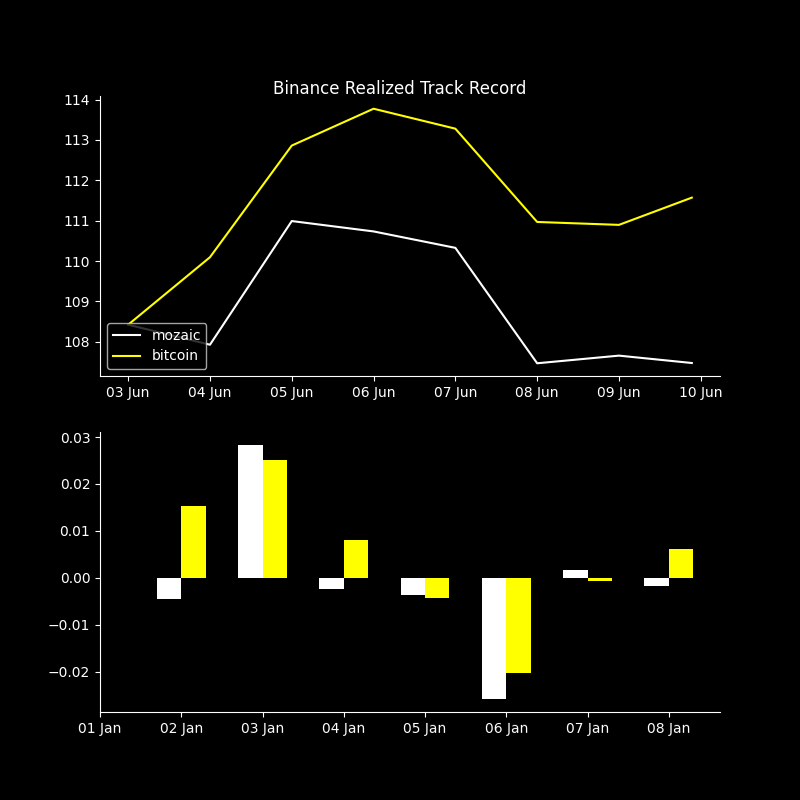 Binance Realized Track Record
114
113
112
111
110
109
108
mozaic
bitcoin
03 Jun 04 Jun 05 Jun 06 Jun 07 Jun 08 Jun 09 Jun 10 Jun
0.03
0.02
0.01
0.00
−0.01
−0.02
01 Jan 02 Jan 03 Jan 04 Jan 05 Jan 06 Jan 07 Jan 08 Jan